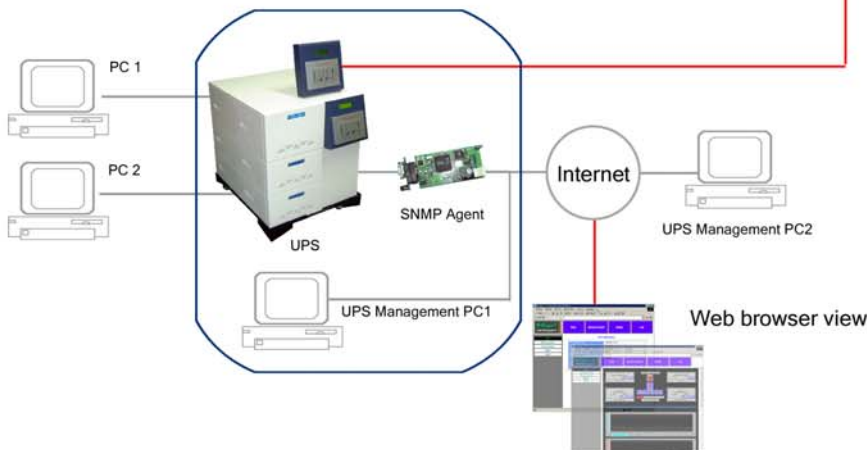 PC 1
PC 2
UPS
SNMP Agent
UPS Management PC1
Internet
UPS Management PC2
Web browser view